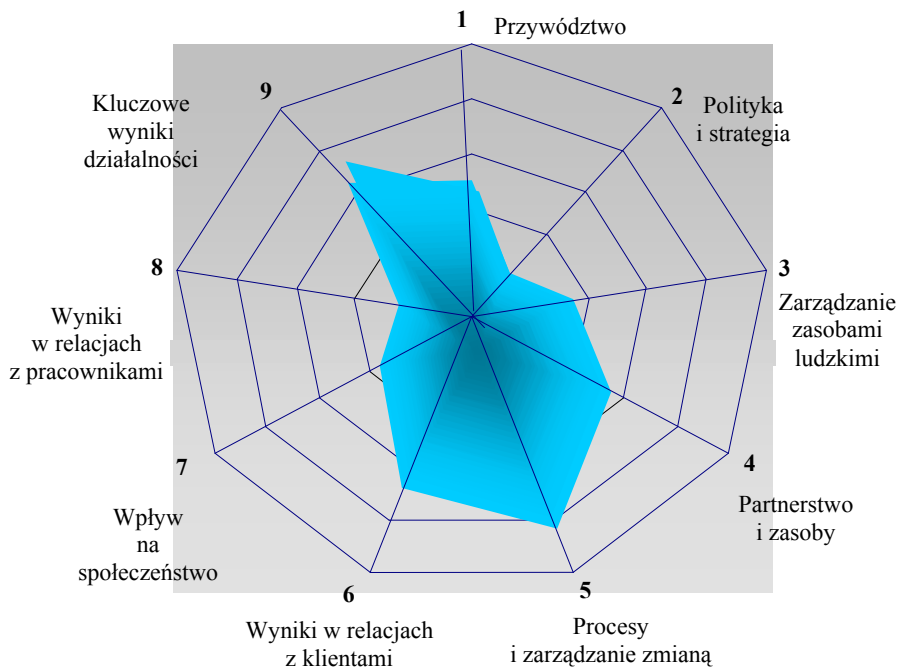 1
Przywództwo
2
Polityka
i strategia
3
Zarządzanie
zasobami
ludzkimi
4
Partnerstwo
i zasoby
5
Procesy
i zarządzanie zmianą
6
Wyniki w relacjach
z klientami
7
Wpływ
na
społeczeństwo
8
Wyniki
w relacjach
z pracownikami
9
Kluczowe
wyniki
działalności